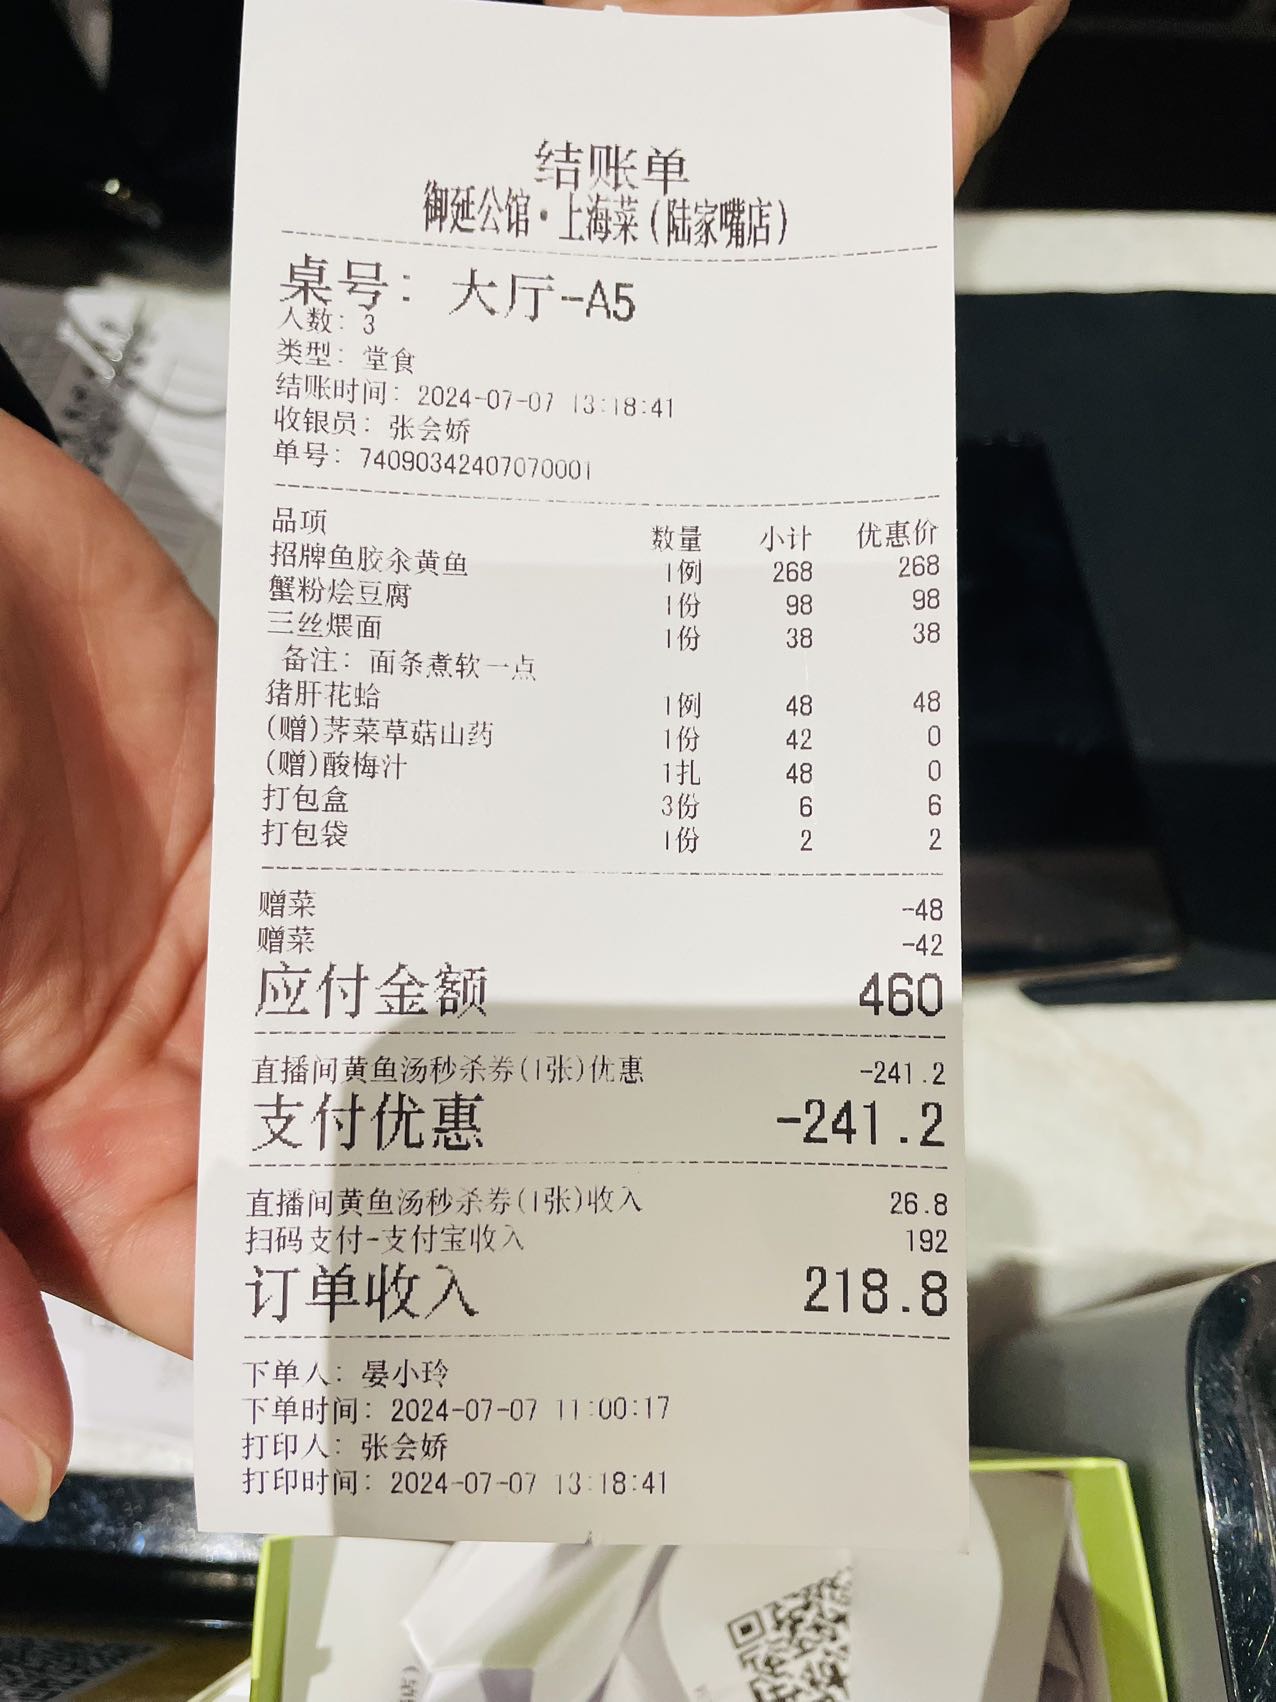 结账单
御延公馆·上海菜(陆家嘴店)
桌号: 大厅-A5
人数: 3
类型: 堂食
结账时间: 2024-07-07 13:18:41
收银员: 张会娇
单号: 74090342407070001
品项 数量 小计 优惠价
招牌鱼胶汆黄鱼 1例 268 268
蟹粉烩豆腐 1份 98 98
三丝煨面 1份 38 38
备注: 面条煮软一点
猪肝花蛤 1例 48 48
(赠)荠菜草菇山药 1份 42 0
(赠)酸梅汁 1扎 48 0
打包盒 3份 6 6
打包袋 1份 2 2
赠菜 -48
赠菜 -42
应付金额 460
直播间黄鱼汤秒杀券(1张)优惠 -241.2
支付优惠 -241.2
直播间黄鱼汤秒杀券(1张)收入 26.8
扫码支付-支付宝收入 192
订单收入 218.8
下单人: 晏小玲
下单时间: 2024-07-07 11:00:17
打印人: 张会娇
打印时间: 2024-07-07 13:18:41